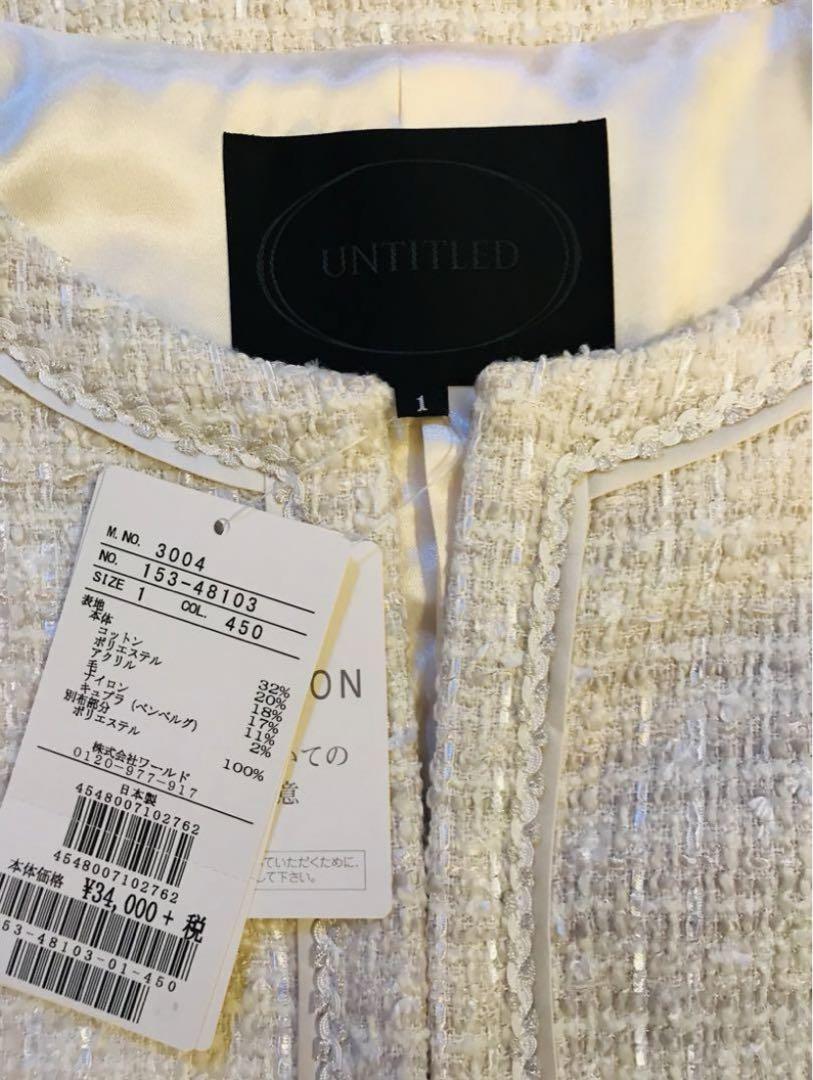 UNTITLED
1
M. NO. 3004
NO. 153-48103
SIZE 1 COL. 450
表地
本体
コットン 32%
ポリエステル 20%
アクリル 18%
毛 17%
ナイロン 11%
キュプラ (ベンベルグ) 2%
別布部分
ポリエステル 100%
株式会社ワールド
0120-977-917
日本製
4548007102762
4548007102762
本体価格 ¥34,000+ 税
53-48103-01-450
ON
いての
意
ていただくために、
して下さい。